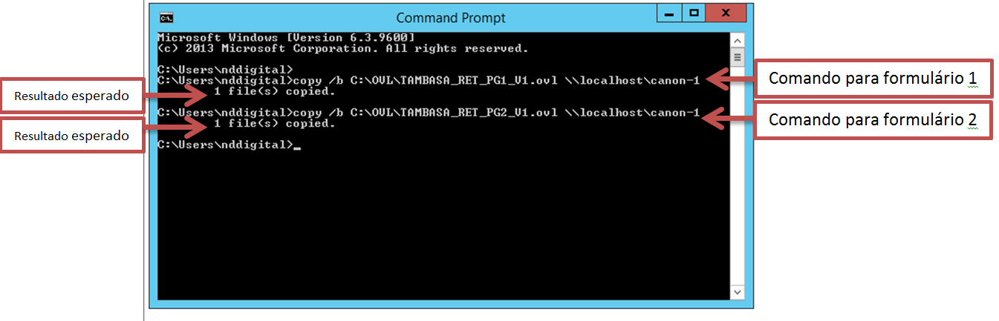 Command Prompt
Microsoft Windows [Version 6.3.9600]
(c) 2013 Microsoft Corporation. All rights reserved.
C:\Users\nddigital>
C:\Users\nddigital>copy /b C:\OVL\TAMBASA_RET_PG1_V1.ovl \\localhost\canon-1
1 file(s) copied.
C:\Users\nddigital>copy /b C:\OVL\TAMBASA_RET_PG2_V1.ovl \\localhost\canon-1
1 file(s) copied.
C:\Users\nddigital>_
Resultado esperado
Resultado esperado
Comando para formulário 1
Comando para formulário 2